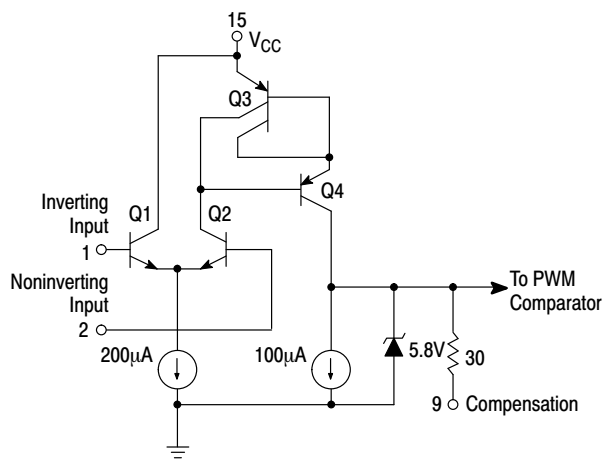 15
VCC
Q3
Q4
Inverting
Input
1
Q1
Q2
Noninverting
Input
2
To PWM
Comparator
200µA
100µA
5.8V
30
9
Compensation